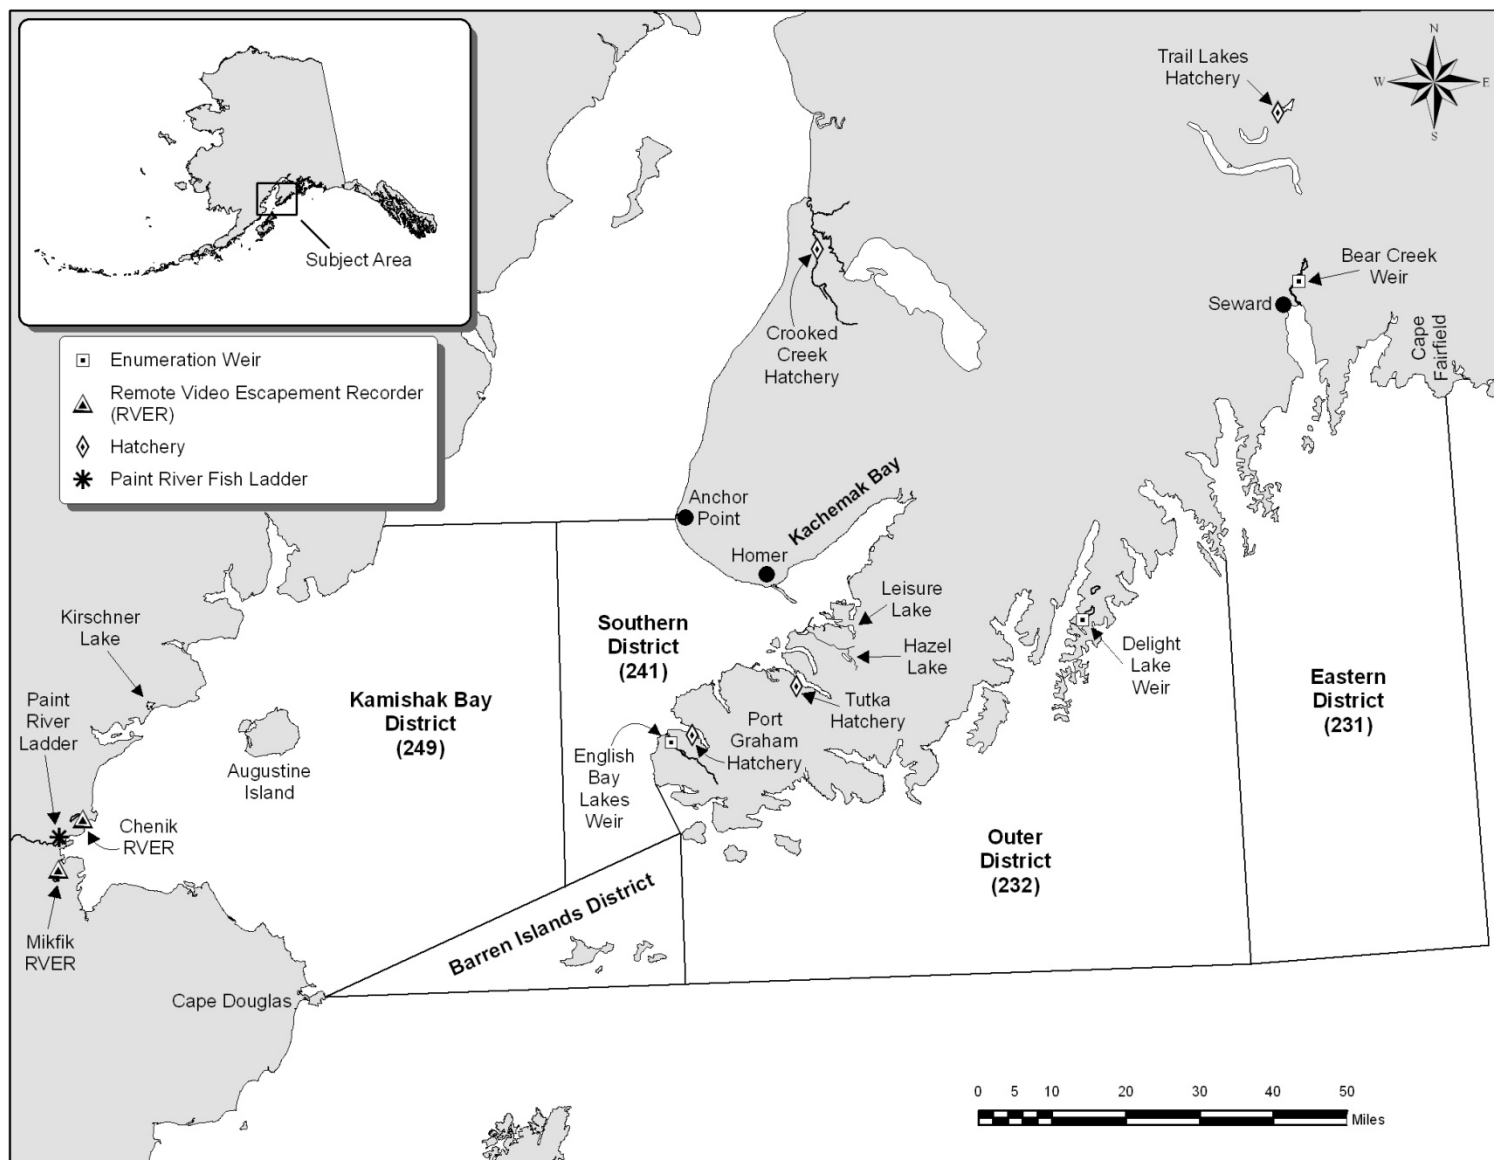 Trail Lakes
Hatchery
N
W
E
S
Subject Area
Enumeration Weir
Remote Video Escapement Recorder
(RVER)
Hatchery
Paint River Fish Ladder
Crooked
Creek
Hatchery
Bear Creek
Weir
Seward
Cape
Fairfield
Anchor
Point
Kachemak Bay
Homer
Leisure
Lake
Hazel
Lake
Tutka
Hatchery
Port
Graham
Hatchery
English
Bay
Lakes
Weir
Southern
District
(241)
Kamishak Bay
District
(249)
Kirschner
Lake
Paint
River
Ladder
Augustine
Island
Chenik
RVER
Mikfik
RVER
Cape Douglas
Barren Islands District
Delight
Lake
Weir
Outer
District
(232)
Eastern
District
(231)
0 5 10 20 30 40 50
Miles